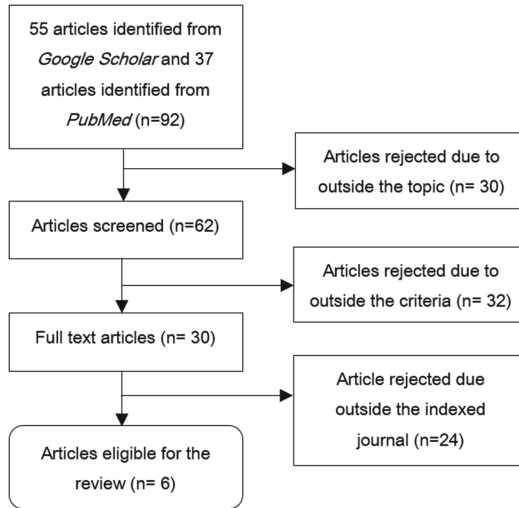 55 articles identified from
Google Scholar and 37
articles identified from
PubMed (n=92)
Articles rejected due to
outside the topic (n= 30)
Articles screened (n=62)
Articles rejected due to
outside the criteria (n= 32)
Full text articles (n= 30)
Article rejected due
outside the indexed
journal (n=24)
Articles eligible for the
review (n= 6)